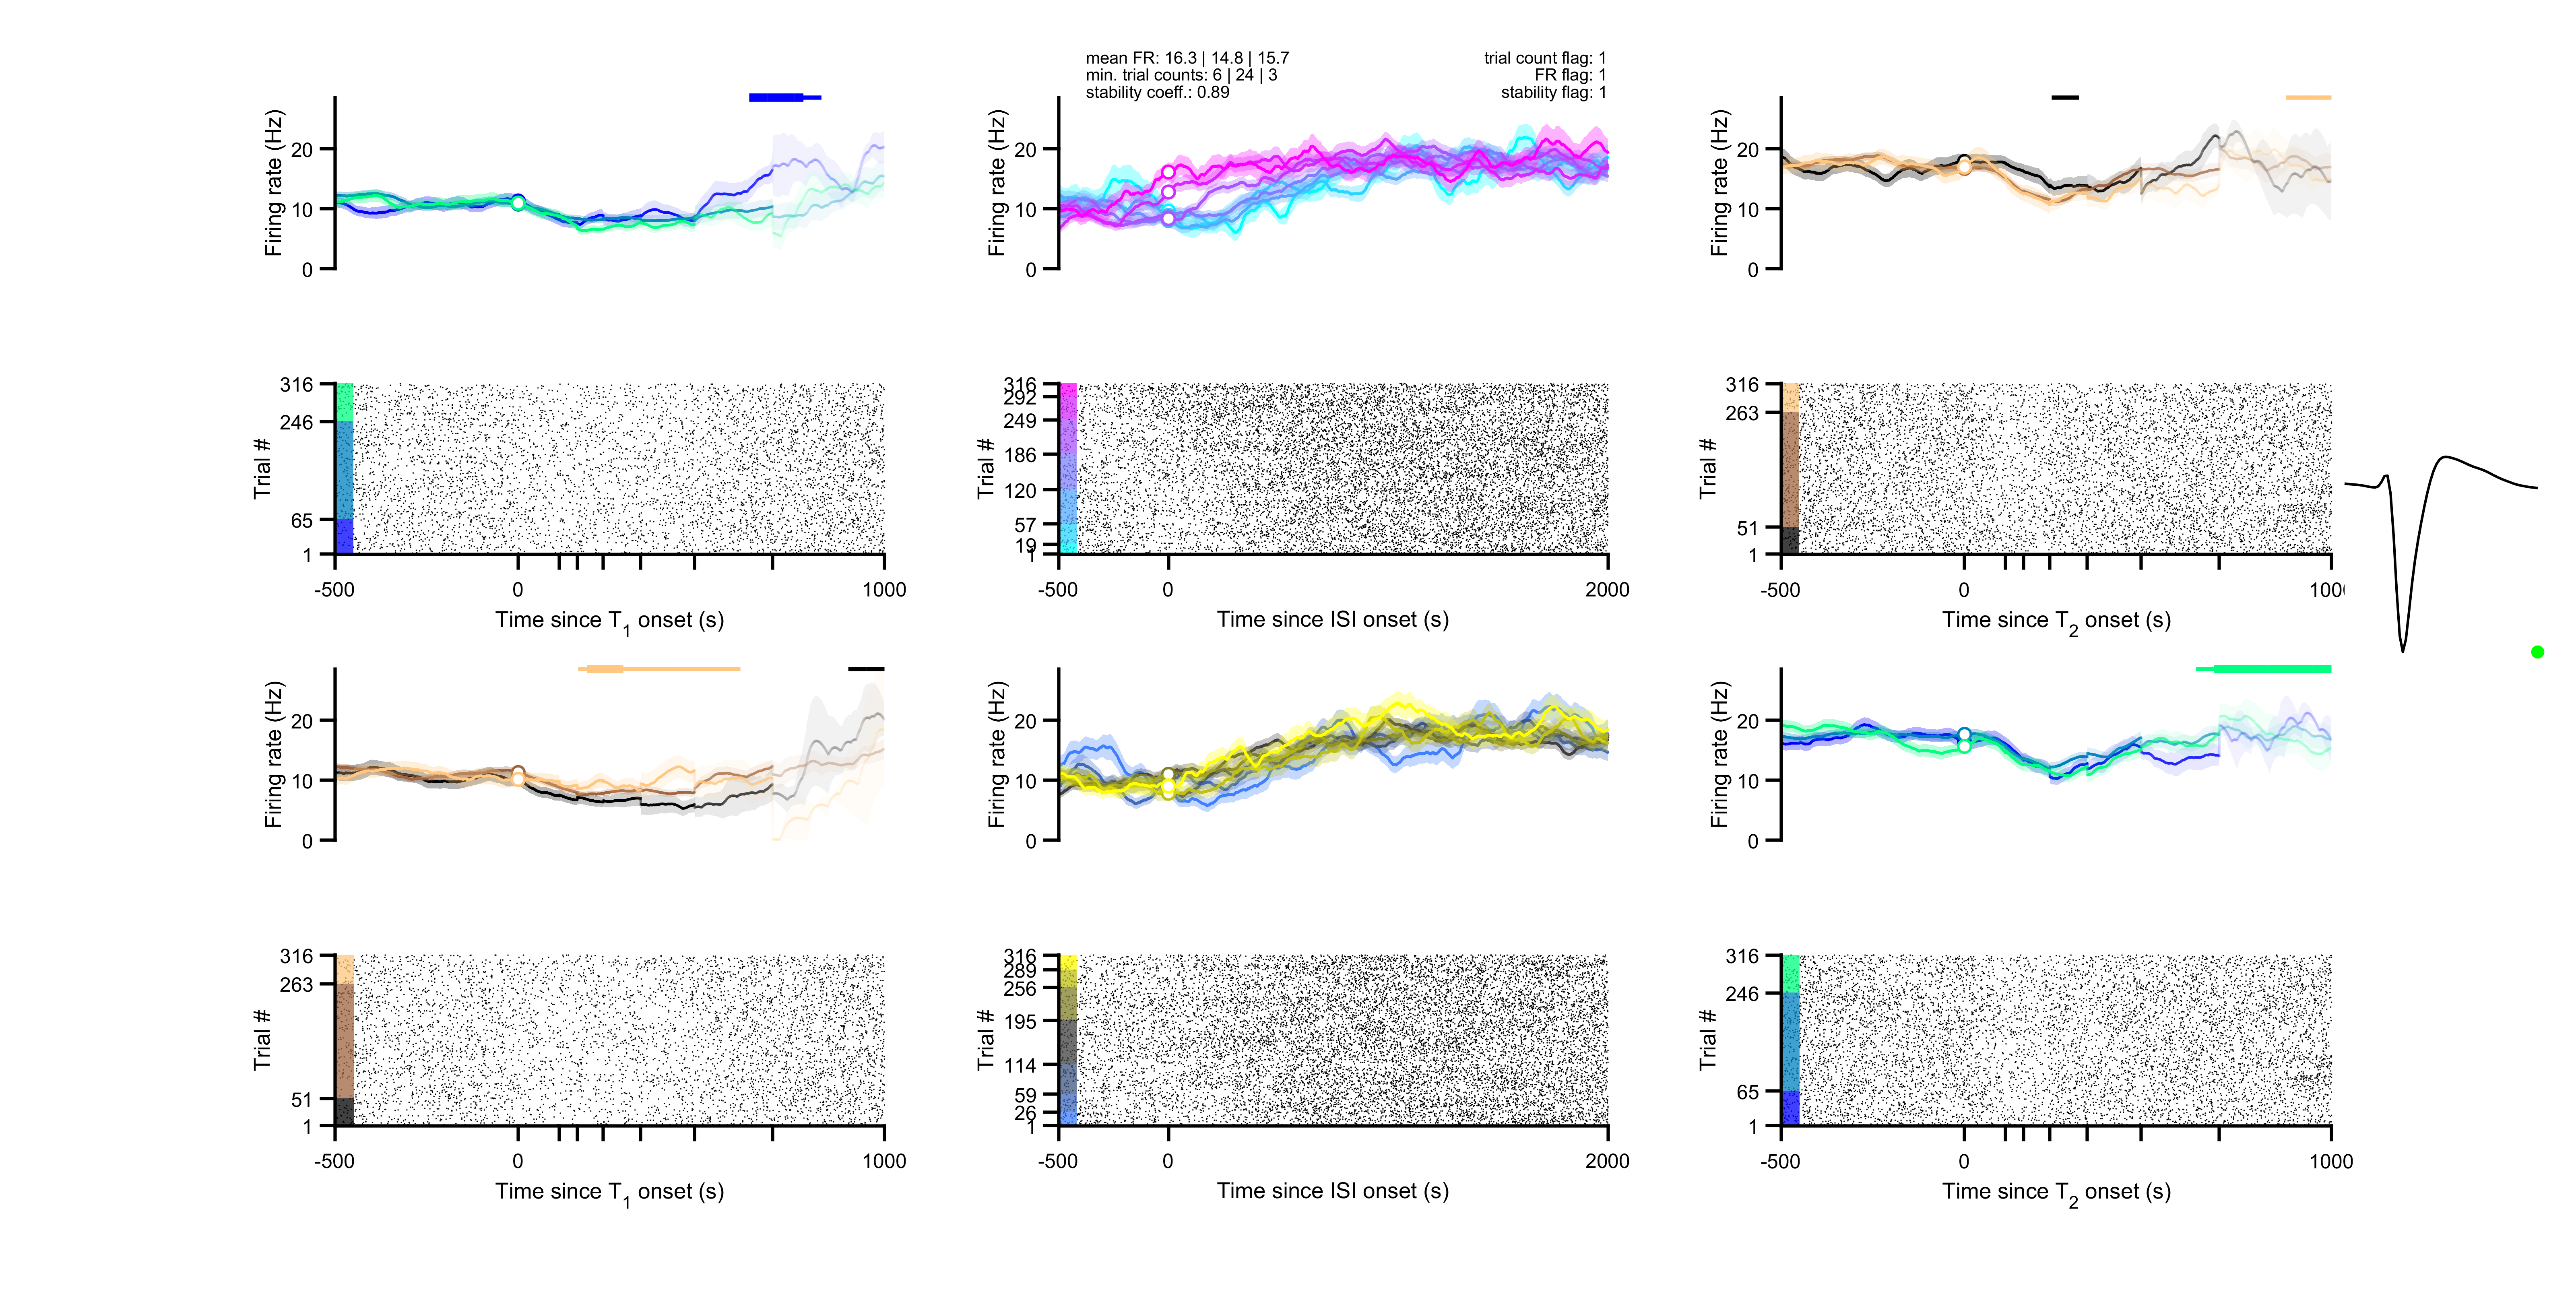 mean FR: 16.3 | 14.8 | 15.7
min. trial counts: 6 | 24 | 3
stability coeff.: 0.89
trial count flag: 1
FR flag: 1
stability flag: 1
Firing rate (Hz)
20
10
0
Firing rate (Hz)
20
10
0
Firing rate (Hz)
20
10
0
Trial #
316
246
65
1
-500
0
1000
Time since T1 onset (s)
Trial #
316
292
249
186
120
57
19
1
-500
0
2000
Time since ISI onset (s)
Trial #
316
263
51
1
-500
0
100
Time since T2 onset (s)
Firing rate (Hz)
20
10
0
Firing rate (Hz)
20
10
0
Firing rate (Hz)
20
10
0
Trial #
316
263
51
1
-500
0
1000
Time since T1 onset (s)
Trial #
316
289
256
195
114
59
26
1
-500
0
2000
Time since ISI onset (s)
Trial #
316
246
65
1
-500
0
1000
Time since T2 onset (s)